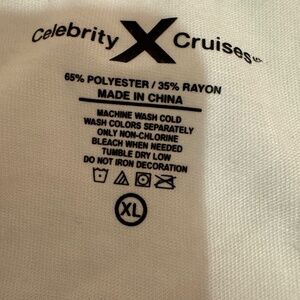 Celebrity X Cruises
65% POLYESTER / 35% RAYON
MADE IN CHINA
MACHINE WASH COLD
WASH COLORS SEPARATELY
ONLY NON-CHLORINE
BLEACH WHEN NEEDED
TUMBLE DRY LOW
DO NOT IRON DECORATION
XL